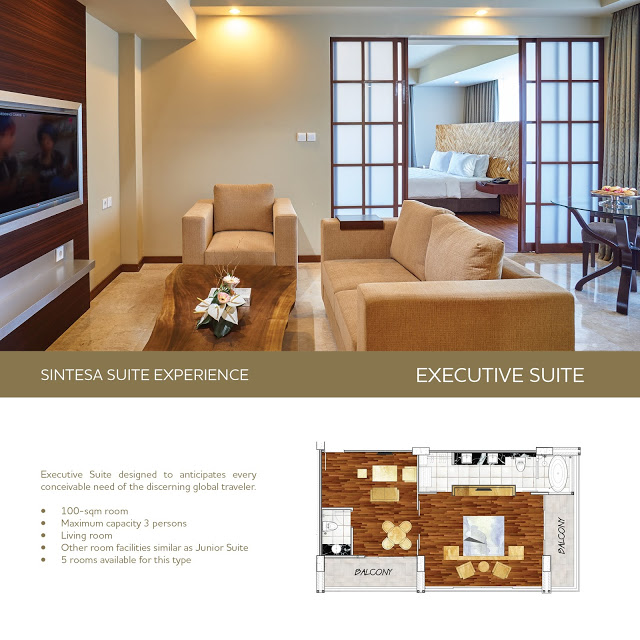 SINTESA SUITE EXPERIENCE
EXECUTIVE SUITE
Executive Suite designed to anticipates every
conceivable need of the discerning global traveler.
• 100-sqm room
• Maximum capacity 3 persons
• Living room
• Other room facilities similar as Junior Suite
• 5 rooms available for this type
BALCONY
BALCONY